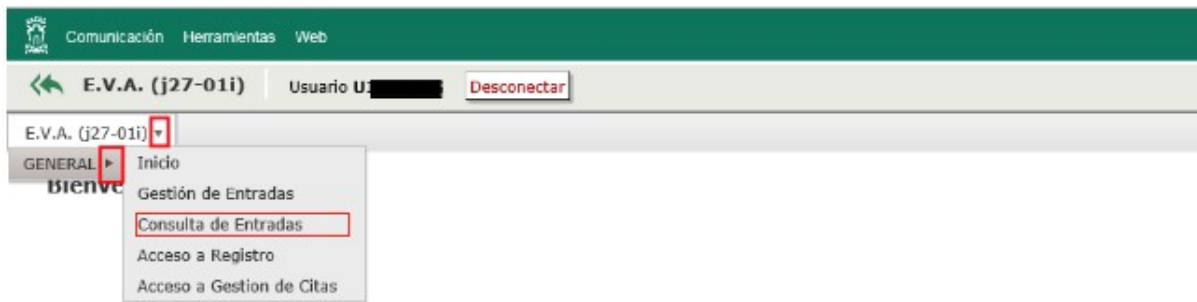 Comunicación Herramientas Web
E.V.A. (j27-01i) Usuario Desconectar
E.V.A. (j27-01i)
GENERAL Inicio
Gestión de Entradas
Consulta de Entradas
Acceso a Registro
Acceso a Gestion de Citas